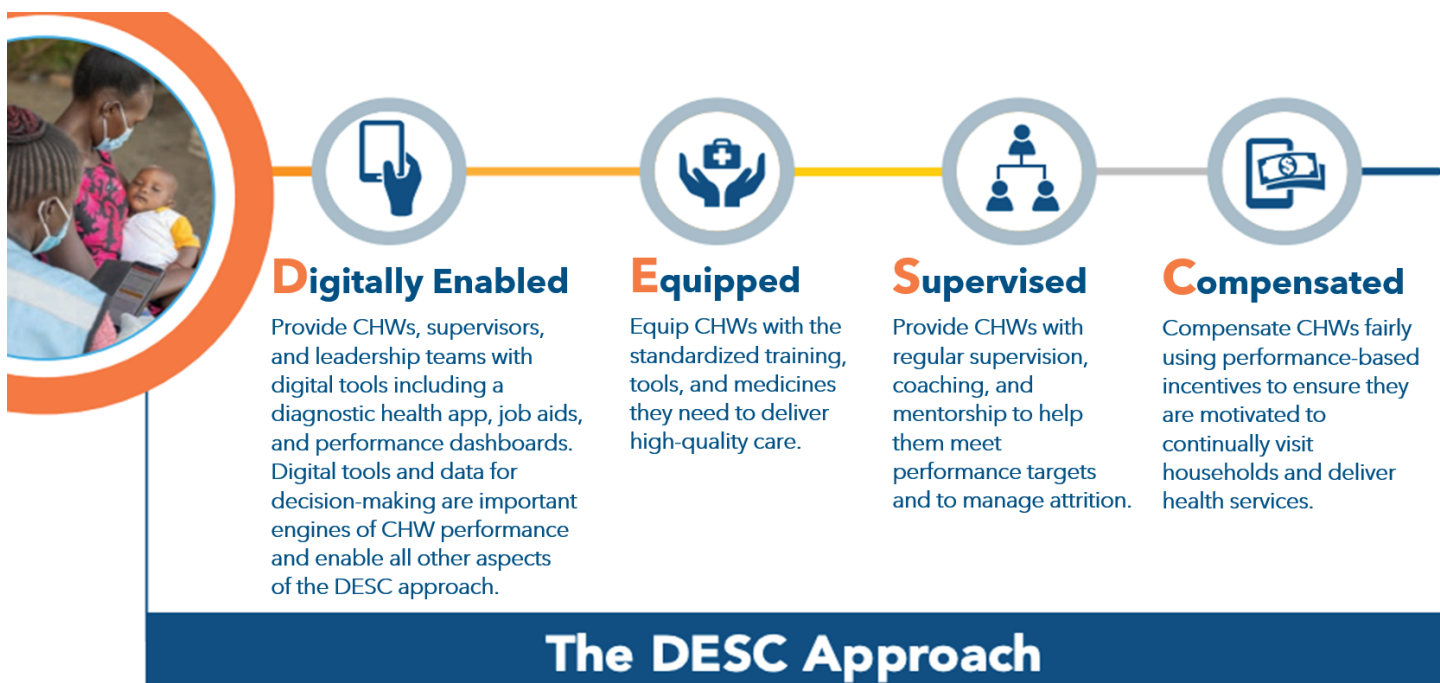 Digitally Enabled
Provide CHWs, supervisors,
and leadership teams with
digital tools including a
diagnostic health app, job aids,
and performance dashboards.
Digital tools and data for
decision-making are important
engines of CHW performance
and enable all other aspects
of the DESC approach.
Equipped
Equip CHWs with the
standardized training,
tools, and medicines
they need to deliver
high-quality care.
Supervised
Provide CHWs with
regular supervision,
coaching, and
mentorship to help
them meet
performance targets
and to manage attrition.
Compensated
Compensate CHWs fairly
using performance-based
incentives to ensure they
are motivated to
continually visit
households and deliver
health services.
The DESC Approach